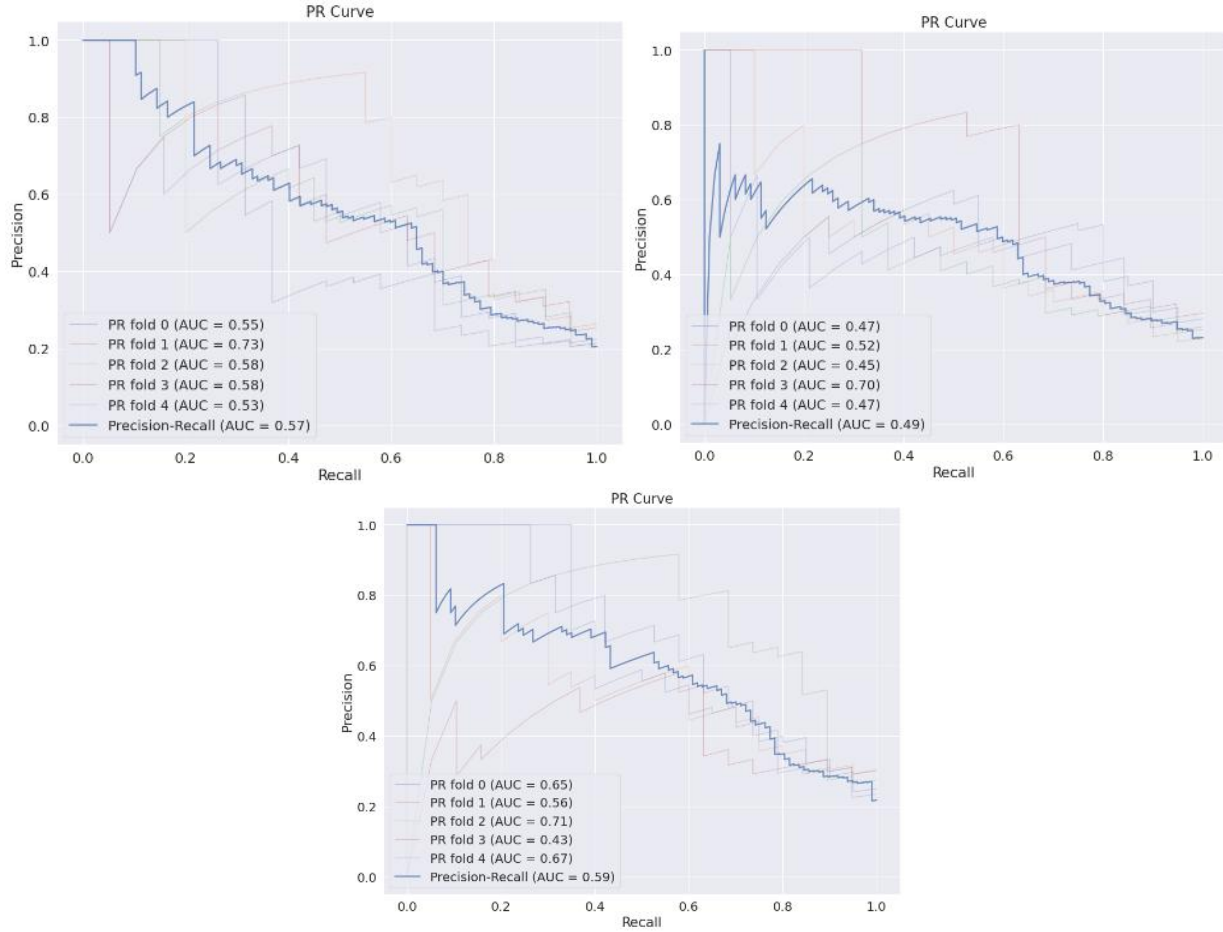 PR Curve
1.0
0.8
0.6
0.4
0.2
0.0
Precision
PR fold 0 (AUC = 0.55)
PR fold 1 (AUC = 0.73)
PR fold 2 (AUC = 0.58)
PR fold 3 (AUC = 0.58)
PR fold 4 (AUC = 0.53)
Precision-Recall (AUC = 0.57)
0.0 0.2 0.4 0.6 0.8 1.0
Recall
PR Curve
1.0
0.8
0.6
0.4
0.2
0.0
Precision
PR fold 0 (AUC = 0.47)
PR fold 1 (AUC = 0.52)
PR fold 2 (AUC = 0.45)
PR fold 3 (AUC = 0.70)
PR fold 4 (AUC = 0.47)
Precision-Recall (AUC = 0.49)
0.0 0.2 0.4 0.6 0.8 1.0
Recall
PR Curve
1.0
0.8
0.6
0.4
0.2
0.0
Precision
PR fold 0 (AUC = 0.65)
PR fold 1 (AUC = 0.56)
PR fold 2 (AUC = 0.71)
PR fold 3 (AUC = 0.43)
PR fold 4 (AUC = 0.67)
Precision-Recall (AUC = 0.59)
0.0 0.2 0.4 0.6 0.8 1.0
Recall